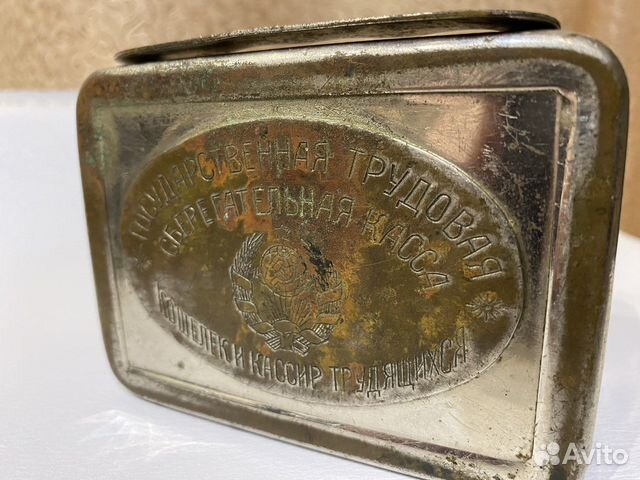 ГОСУДАРСТВЕННАЯ ТРУДОВАЯ
СБЕРЕГАТЕЛЬНАЯ КАССА
КОШЕЛЕК И КАССИР ТРУДЯЩИХСЯ
Avito